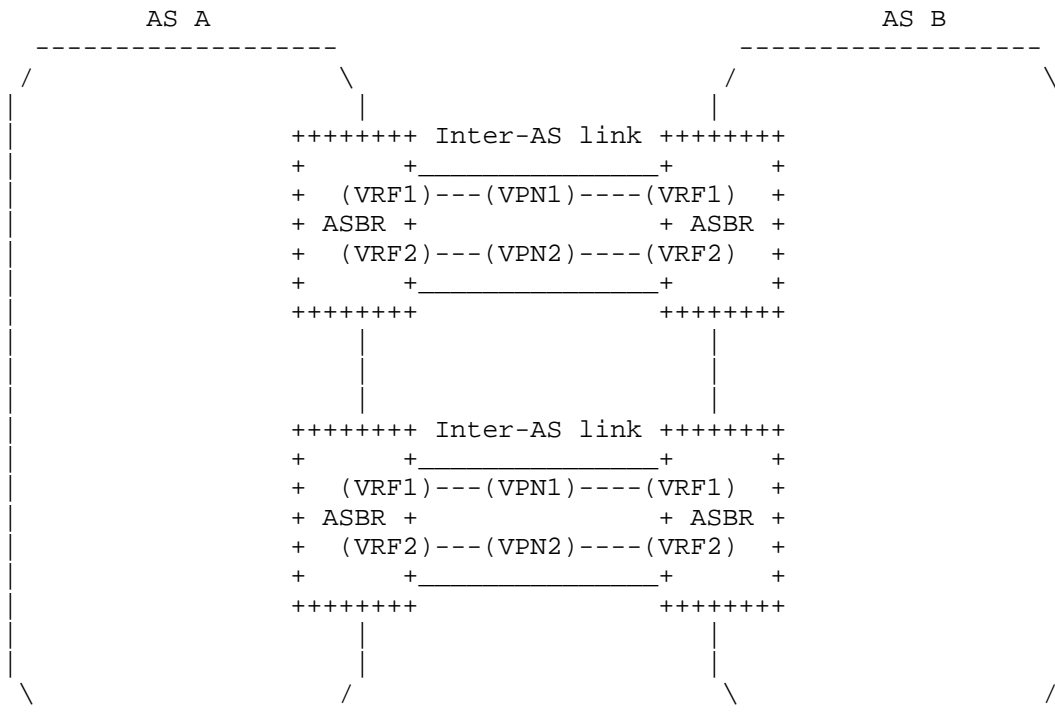 AS A AS B
Inter-AS link
(VRF1)---(VPN1)----(VRF1)
ASBR ASBR
(VRF2)---(VPN2)----(VRF2)
Inter-AS link
(VRF1)---(VPN1)----(VRF1)
ASBR ASBR
(VRF2)---(VPN2)----(VRF2)